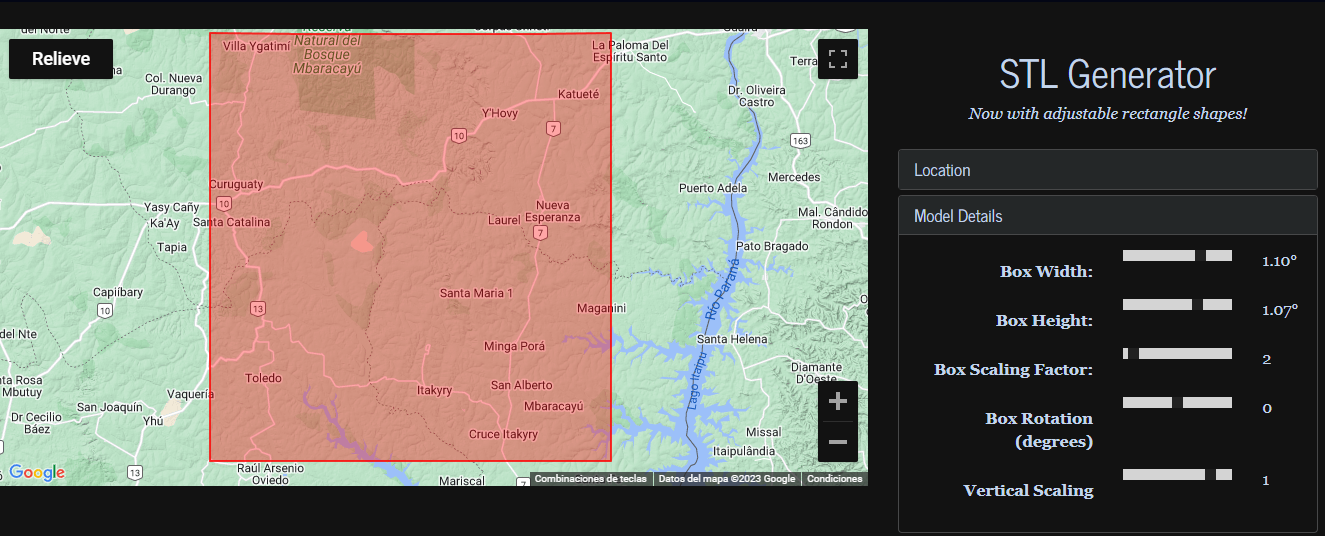 del Norte
Reserva
Natural del
Bosque
Mbaracayú
Corpus Christi
Guaíra
Relieve
Villa Ygatimí
La Paloma Del
Espíritu Santo
Terra
Col. Nueva
Durango
Katueté
Dr. Oliveira
Castro
Y'Hovy
7
10
163
Curuguaty
Puerto Adela
Mercedes
10
Yasy Cañy
Ka'Ay
Santa Catalina
Laurel
Nueva
Esperanza
Mal. Cândido
Rondon
7
Tapia
Pato Bragado
Río Paraná
Capiíbary
10
Santa Maria 1
13
Maganini
del Nte
Santa Helena
Minga Porá
Diamante
D'Oeste
Lago Itaipu
nta Rosa
Mbutuy
Toledo
Itakyry
San Alberto
Vaquería
San Joaquín
Mbaracayú
Dr Cecilio
Báez
Yhú
Cruce Itakyry
Missal
Itaipulândia
Google
13
Raúl Arsenio
Oviedo
Mariscal
7
Combinaciones de teclas
Datos del mapa ©2023 Google
Condiciones
STL Generator
Now with adjustable rectangle shapes!
Location
Model Details
Box Width:
1.10°
Box Height:
1.07°
Box Scaling Factor:
2
Box Rotation
(degrees)
0
Vertical Scaling
1